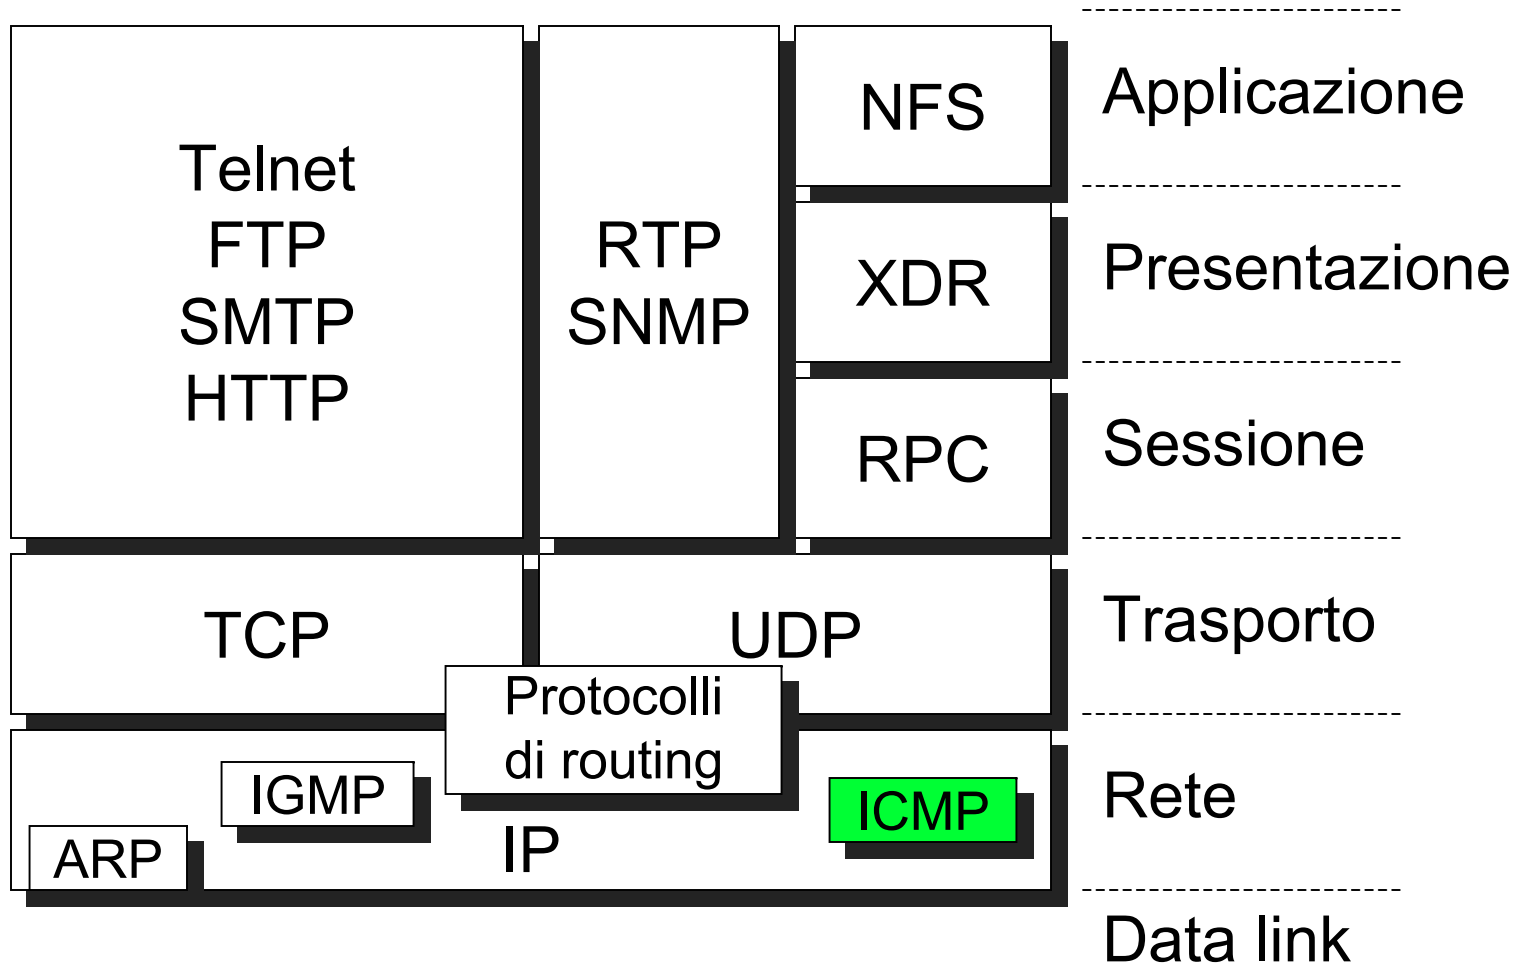 Telnet
FTP
SMTP
HTTP
RTP
SNMP
NFS
XDR
RPC
TCP
UDP
Protocolli
di routing
IGMP
ARP
IP
ICMP
Applicazione
Presentazione
Sessione
Trasporto
Rete
Data link